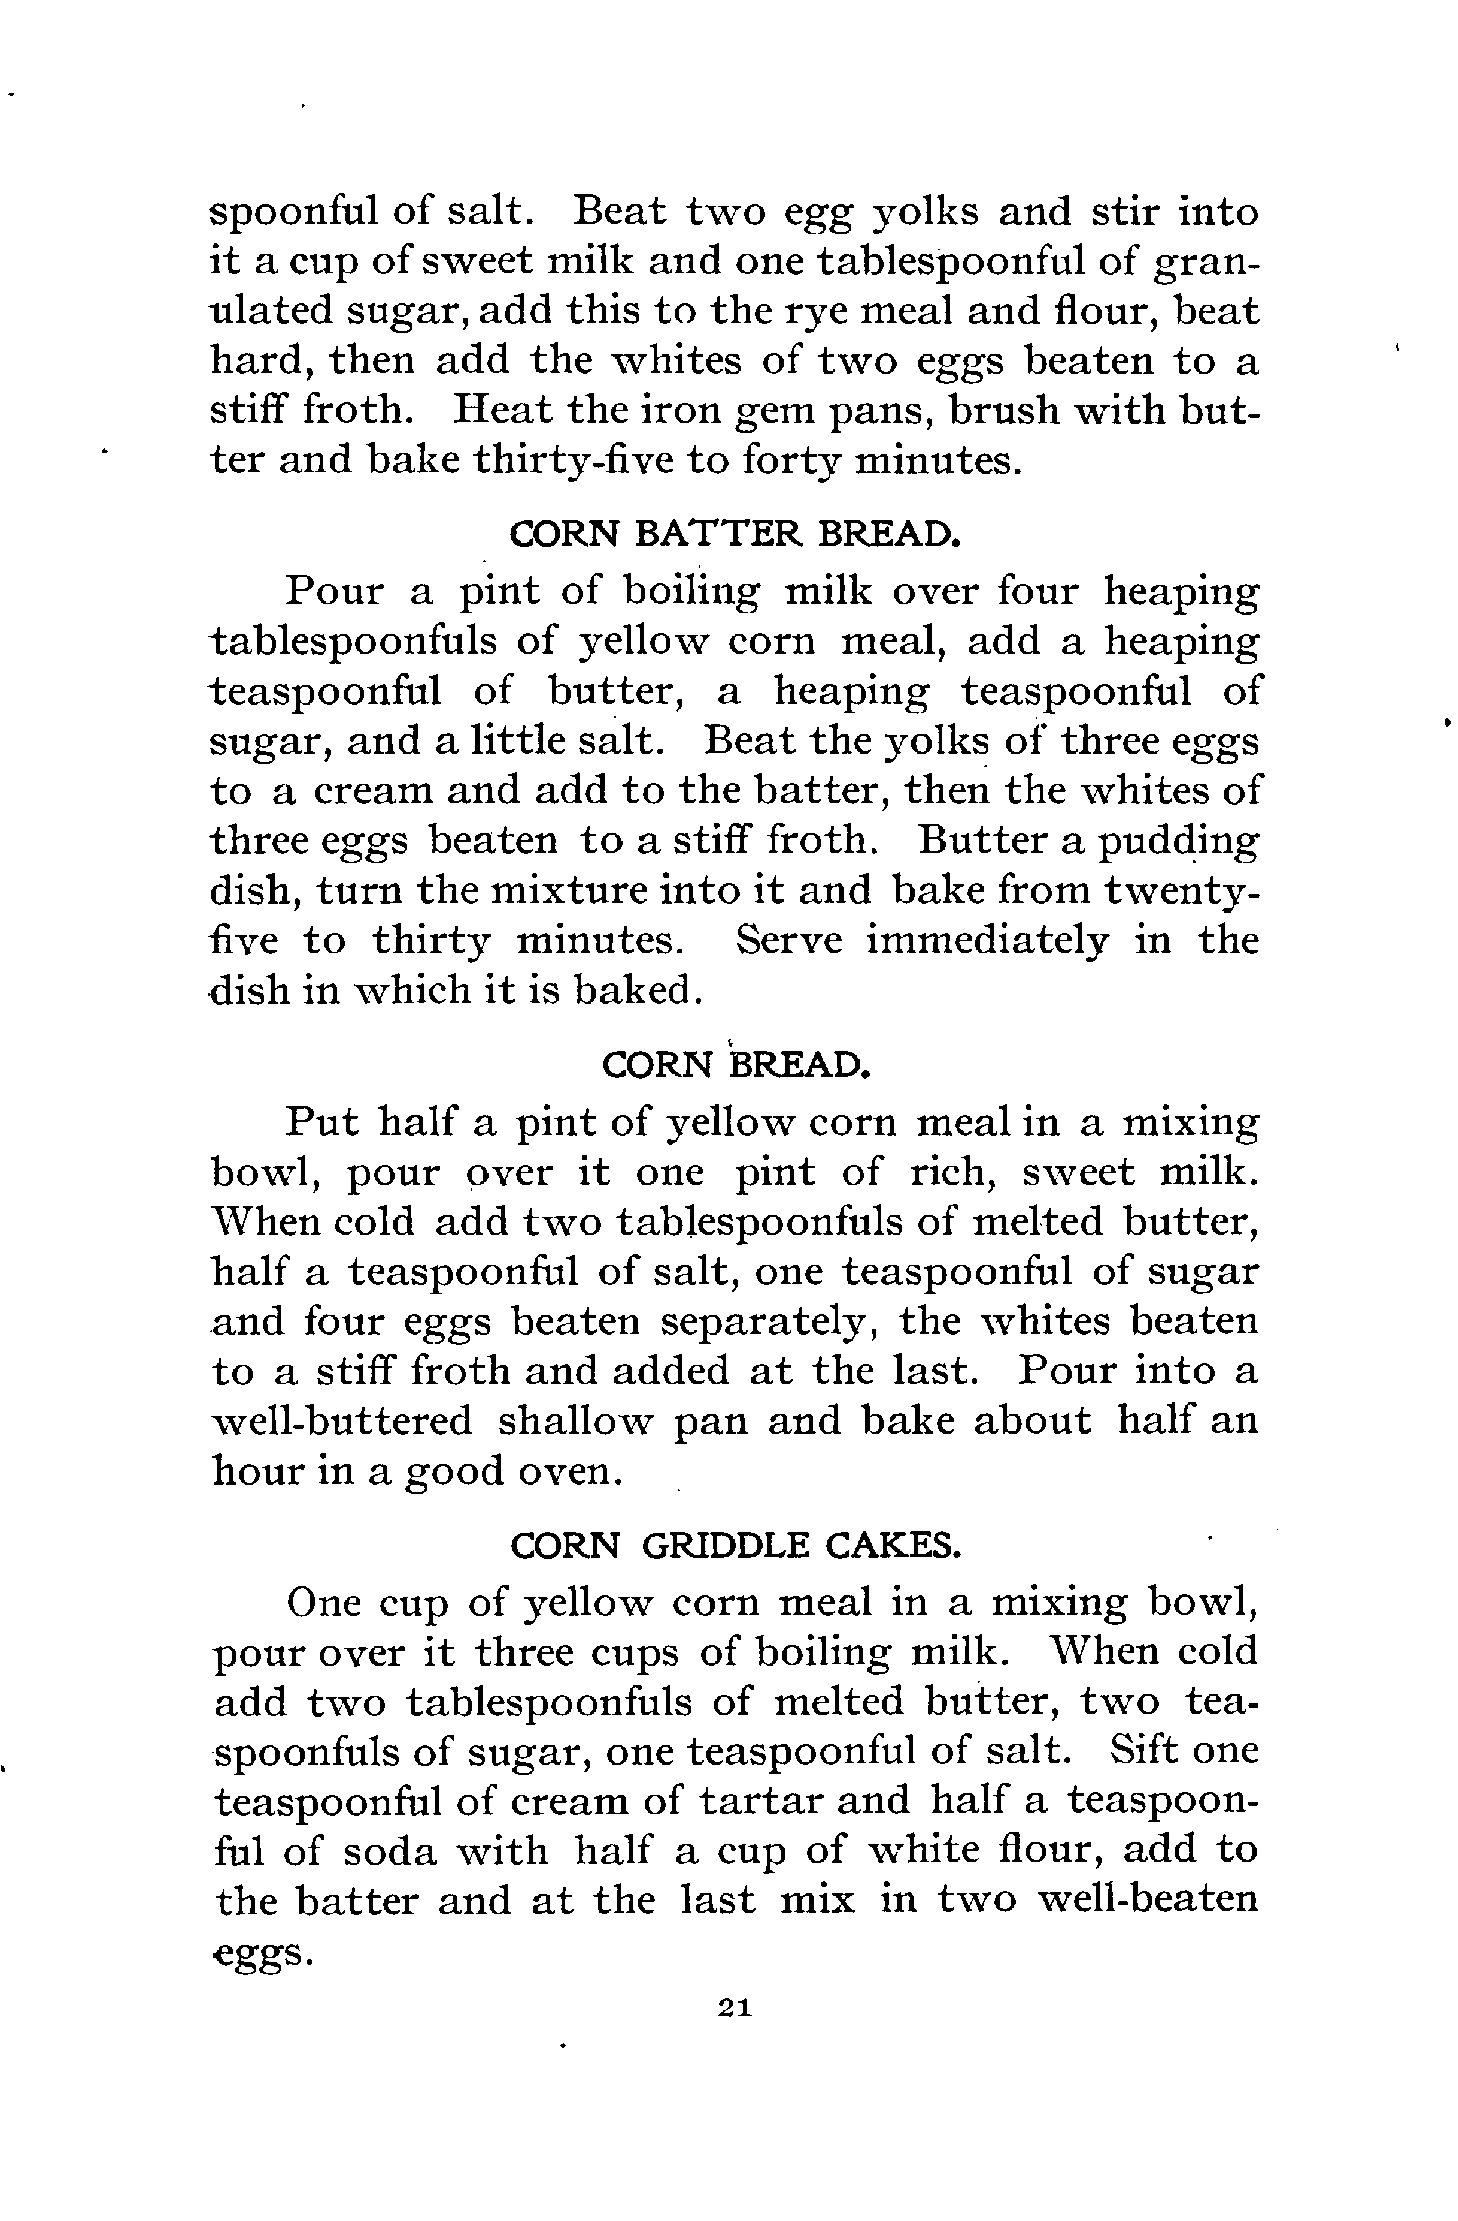 spoonful of salt. Beat two egg yolks and stir into
it a cup of sweet milk and one tablespoonful of gran-
ulated sugar, add this to the rye meal and flour, beat
hard, then add the whites of two eggs beaten to a
stiff froth. Heat the iron gem pans, brush with but-
ter and bake thirty-five to forty minutes.
CORN BATTER BREAD.
Pour a pint of boiling milk over four heaping
tablespoonfuls of yellow corn meal, add a heaping
teaspoonful of butter, a heaping teaspoonful of
sugar, and a little salt. Beat the yolks of three eggs
to a cream and add to the batter, then the whites of
three eggs beaten to a stiff froth. Butter a pudding
dish, turn the mixture into it and bake from twenty-
five to thirty minutes. Serve immediately in the
dish in which it is baked.
CORN BREAD.
Put half a pint of yellow corn meal in a mixing
bowl, pour over it one pint of rich, sweet milk.
When cold add two tablespoonfuls of melted butter,
half a teaspoonful of salt, one teaspoonful of sugar
and four eggs beaten separately, the whites beaten
to a stiff froth and added at the last. Pour into a
well-buttered shallow pan and bake about half an
hour in a good oven.
CORN GRIDDLE CAKES.
One cup of yellow corn meal in a mixing bowl,
pour over it three cups of boiling milk. When cold
add two tablespoonfuls of melted butter, two tea-
spoonfuls of sugar, one teaspoonful of salt. Sift one
teaspoonful of cream of tartar and half a teaspoon-
ful of soda with half a cup of white flour, add to
the batter and at the last mix in two well-beaten
eggs.
21